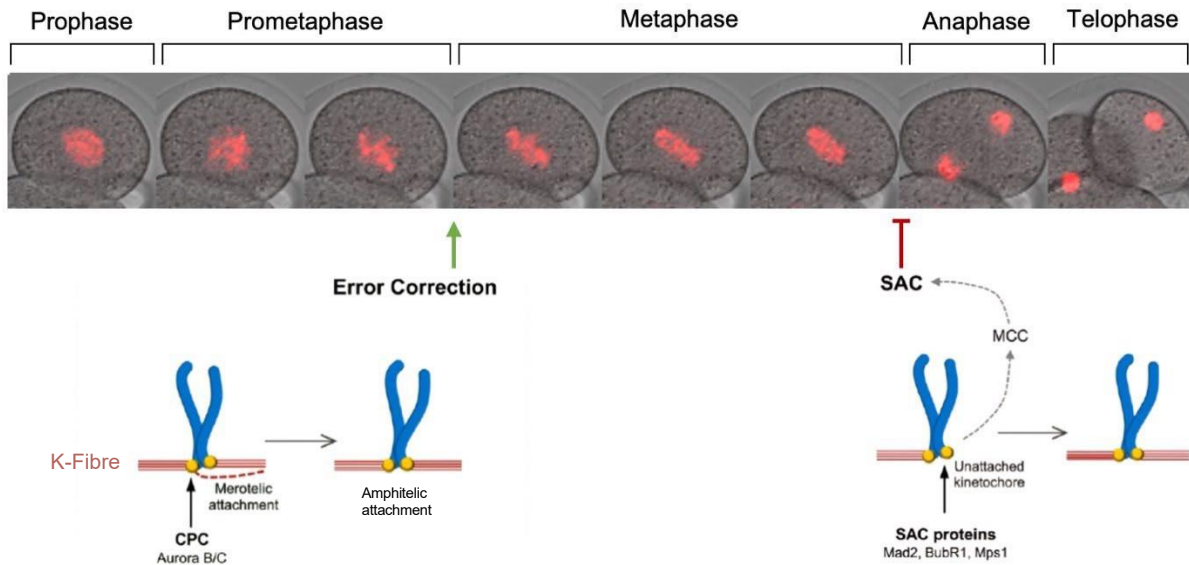 Prophase
Prometaphase
Metaphase
Anaphase
Telophase
Error Correction
SAC
MCC
K-Fibre
Merotelic
attachment
Amphitelic
attachment
CPC
Aurora B/C
Unattached
kinetochore
SAC proteins
Mad2, BubR1, Mps1